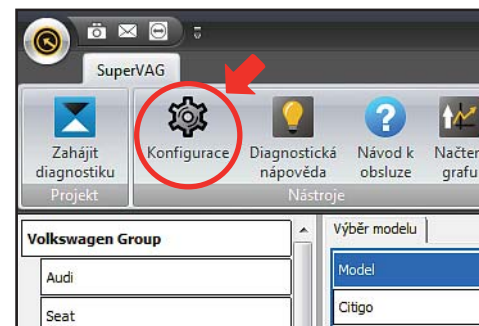 SuperVAG
Zahájit diagnostiku
Konfigurace
Diagnostická nápověda
Návod k obsluze
grafu
Projekt
Nástroje
Volkswagen Group
Audi
Seat
Výběr modelu
Model
Citigo